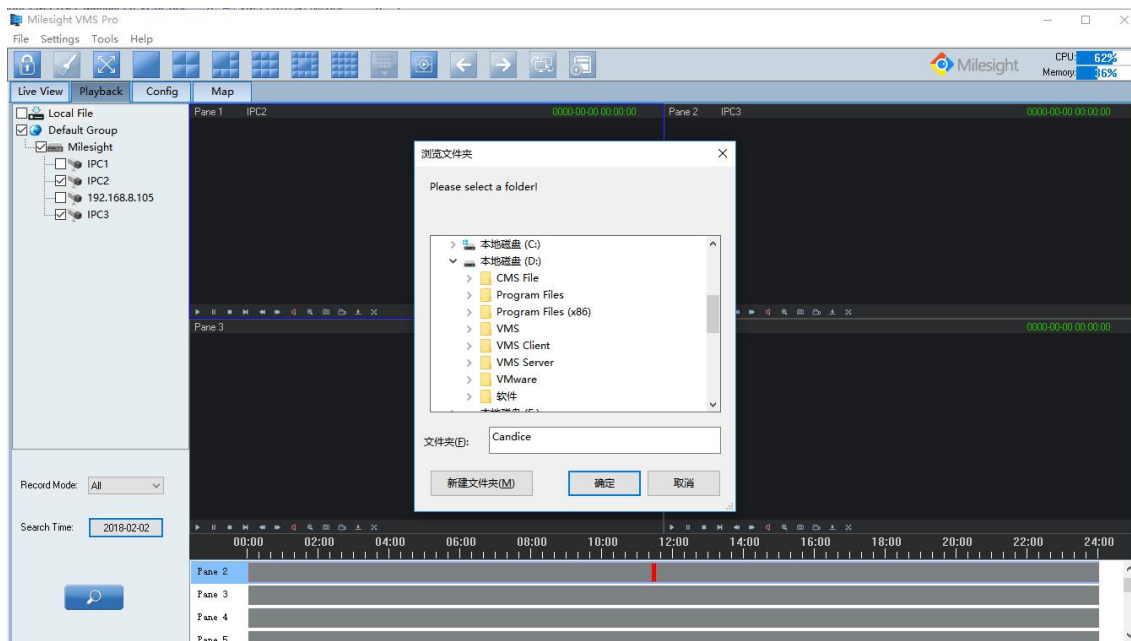 Milesight VMS Pro
File Settings Tools Help
Milesight
CPU: 62%
Memory: 36%
Live View Playback Config Map
Local File
Default Group
Milesight
IPC1
IPC2
192.168.8.105
IPC3
Pane 1 IPC2 0000-00-00 00:00:00
Pane 2 IPC3 0000-00-00 00:00:00
浏览文件夹
Please select a folder!
本地磁盘 (C:)
本地磁盘 (D:)
CMS File
Program Files
Program Files (x86)
VMS
VMS Client
VMS Server
VMware
软件
文件夹(F): Candice
新建文件夹(M) 确定 取消
Pane 3
0000-00-00 00:00:00
Record Mode: All
Search Time: 2018-02-02
00:00 02:00 04:00 06:00 08:00 10:00 12:00 14:00 16:00 18:00 20:00 22:00 24:00
Pane 2
Pane 3
Pane 4
Pane 5